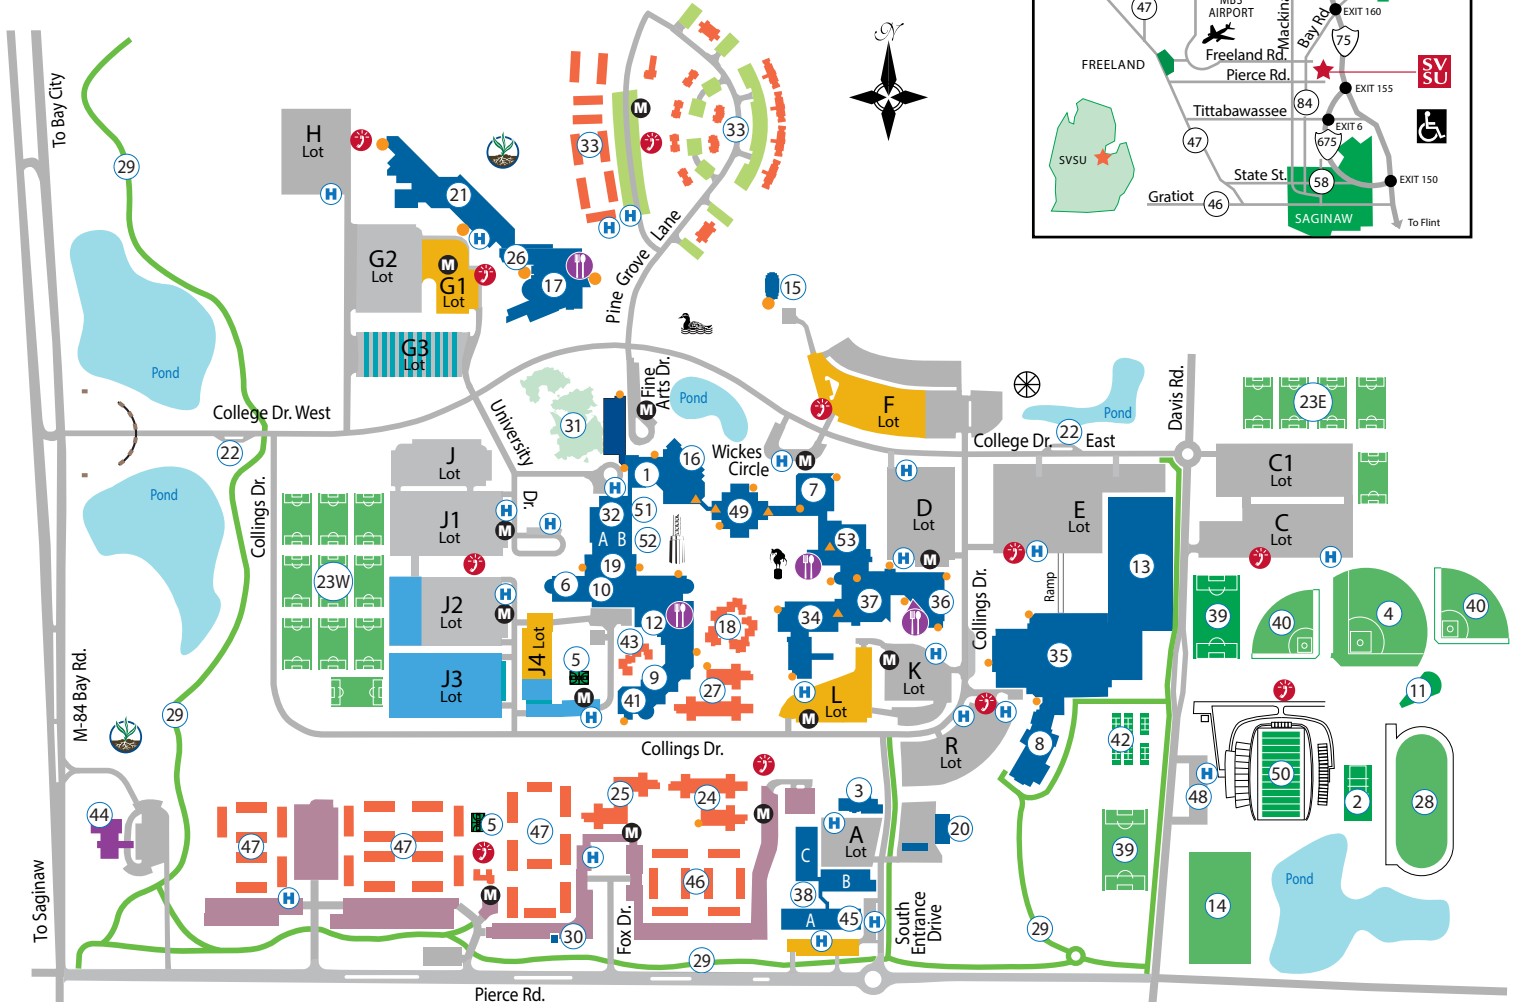 47
MBS
AIRPORT
Mackina
Bay Rd.
EXIT 160
75
FREELAND
Freeland Rd.
Pierce Rd.
SV
SU
EXIT 155
84
Tittabawassee
EXIT 6
47
675
SVSU
State St.
58
EXIT 150
Gratiot
46
SAGINAW
To Flint
N
To Bay City
29
H
Lot
H
21
H
26
17
G2
Lot
M
G1
Lot
G3
Lot
33
M
33
H
H
Pine Grove Lane
15
Pond
College Dr. West
22
University
Dr.
31
Fine
Arts Dr.
M
Pond
F
Lot
Pond
22
College Dr. East
Davis Rd.
23E
C1
Lot
C
Lot
H
Wickes
Circle
H
M
16
1
H
7
49
51
32
A B
52
53
19
6
10
J
Lot
J1
Lot
H
M
H
J2
Lot
H
M
J3
Lot
J4 Lot
23W
Collings Dr.
Pond
M-84 Bay Rd.
29
H
D
Lot
H
M
E
Lot
H
13
Ramp
Collings Dr.
37
36
34
12
18
43
5
9
27
41
M
H
H
L
Lot
M
M
K
Lot
H
H
H
R
Lot
35
8
39
40
4
40
11
42
50
H
48
2
28
39
14
Pond
Collings Dr.
44
47
47
5
47
M
H
25
24
M
M
H
46
30
Fox Dr.
3
H
A
Lot
20
C
B
38
A
45
H
H
South
Entrance
Drive
29
29
To Saginaw
Pierce Rd.